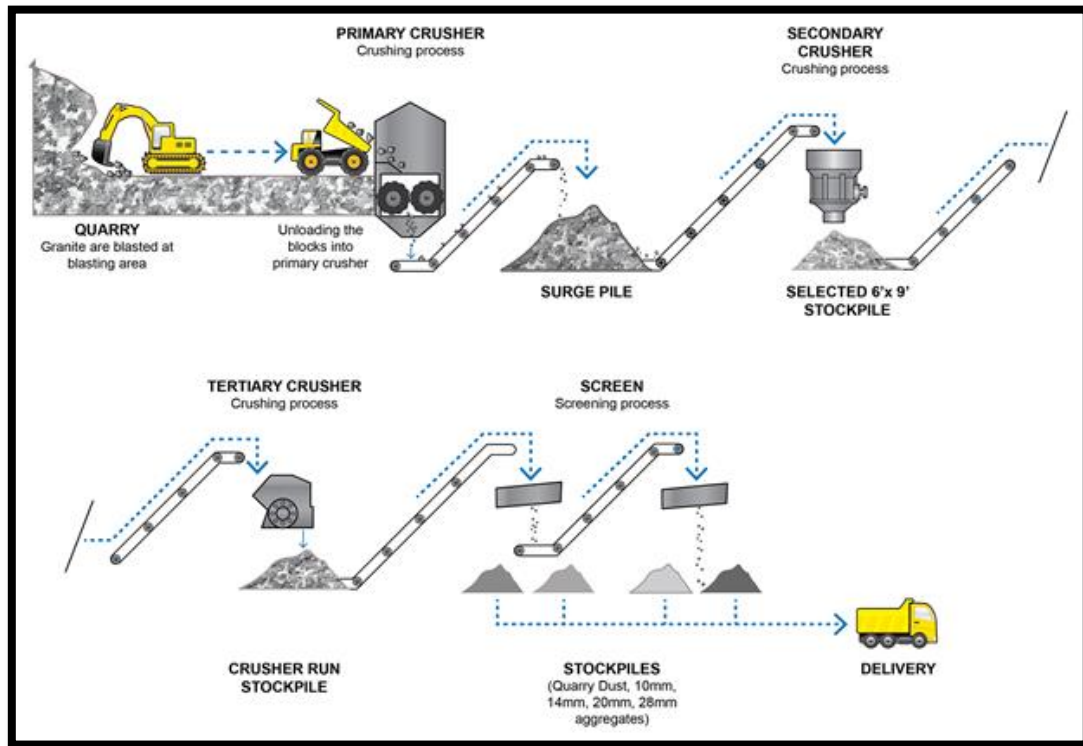 PRIMARY CRUSHER
Crushing process
SECONDARY
CRUSHER
Crushing process
QUARRY
Granite are blasted at
blasting area
Unloading the
blocks into
primary crusher
SURGE PILE
SELECTED 6'x 9'
STOCKPILE
TERTIARY CRUSHER
Crushing process
SCREEN
Screening process
CRUSHER RUN
STOCKPILE
STOCKPILES
(Quarry Dust, 10mm,
14mm, 20mm, 28mm
aggregates)
DELIVERY